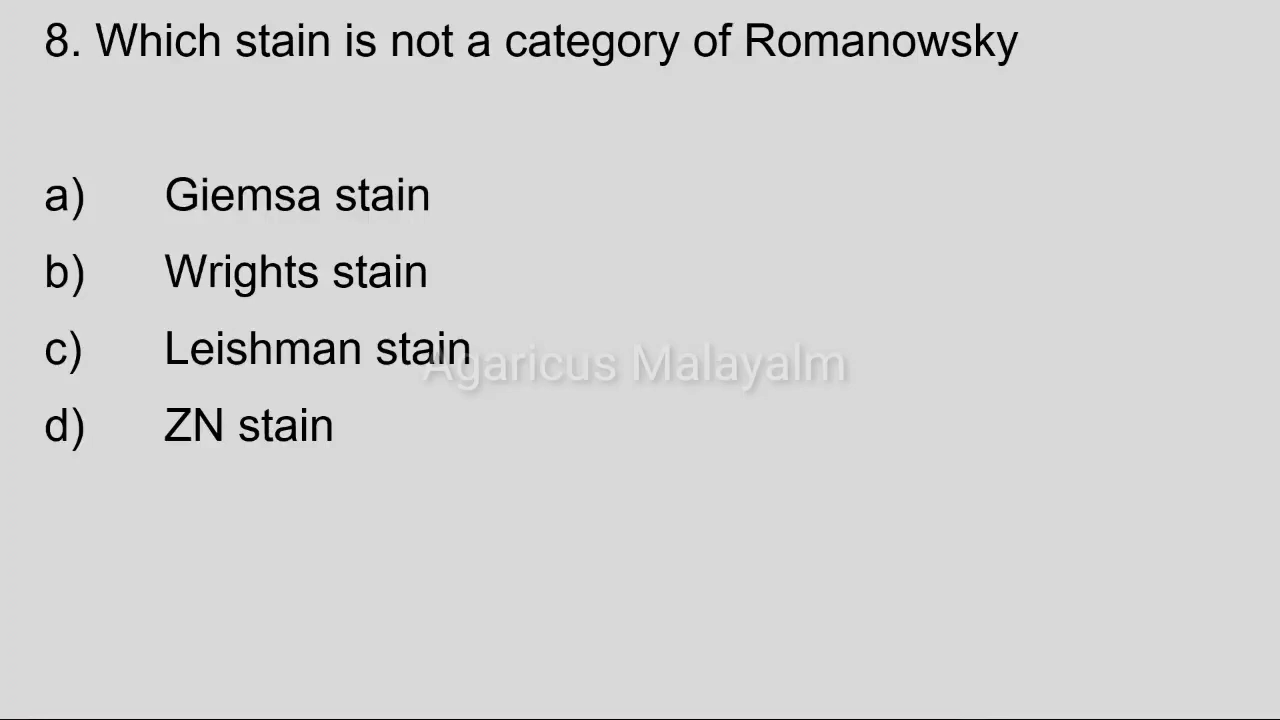 8. Which stain is not a category of Romanowsky
a) Giemsa stain
b) Wrights stain
c) Leishman stain
Agaricus Malayalm
d) ZN stain